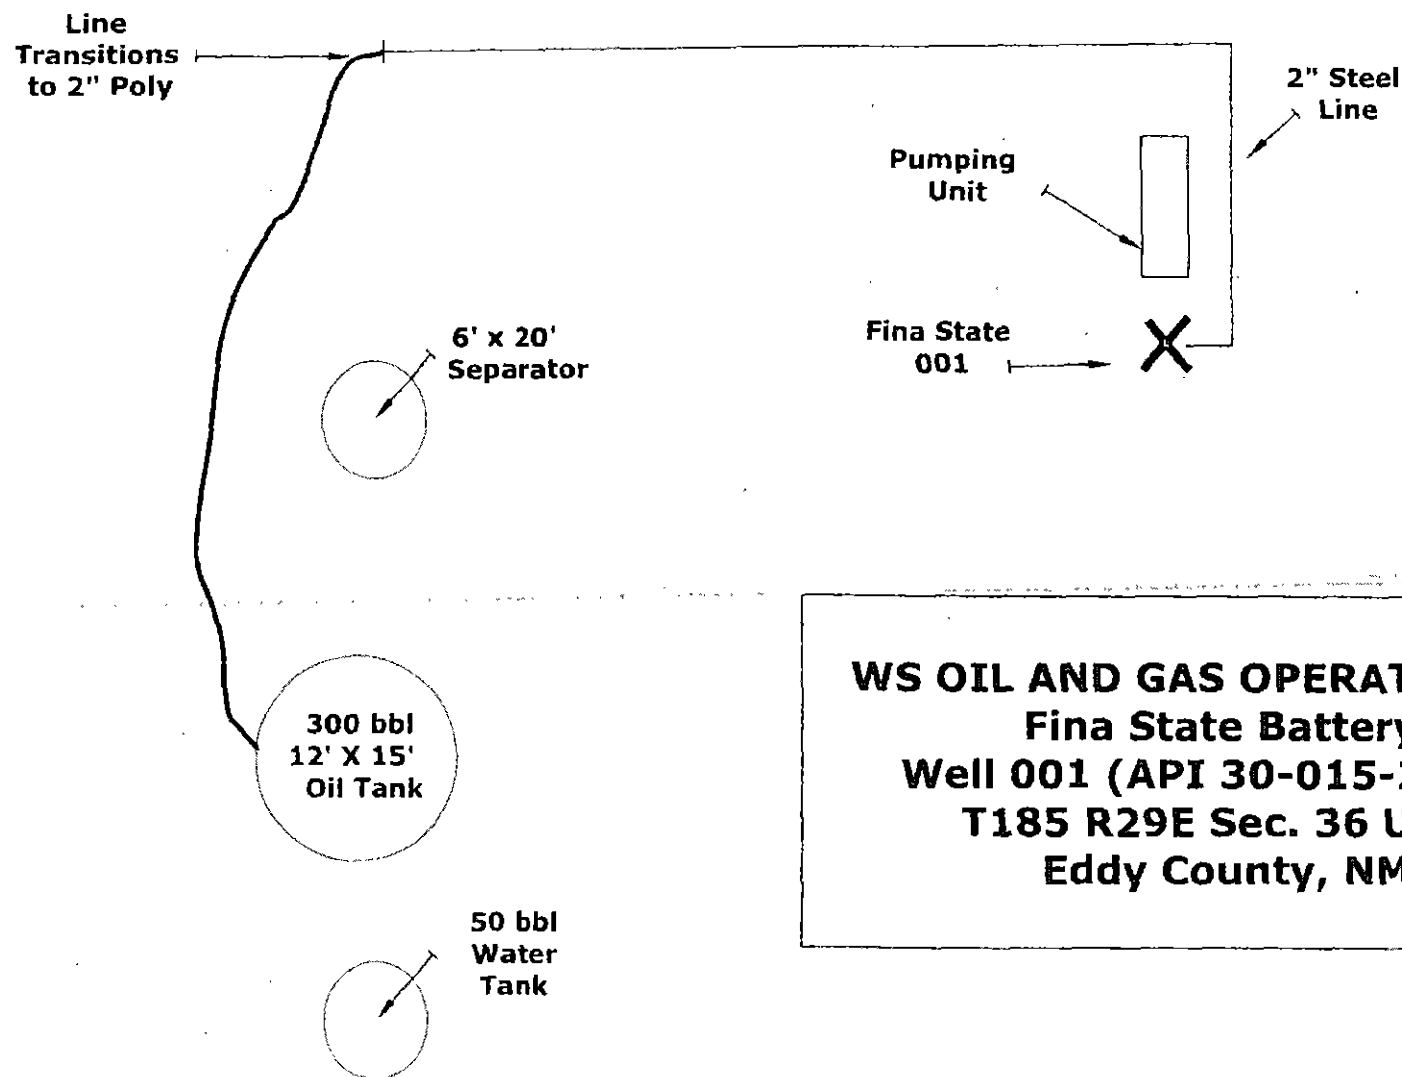 Line
Transitions
to 2" Poly
2" Steel
Line
Pumping
Unit
Fina State
001
6' x 20'
Separator
300 bbl
12' X 15'
Oil Tank
50 bbl
Water
Tank
WS OIL AND GAS
Fina State Battery
Well 001 (API 30-015-
T185 R29E Sec. 36 U
Eddy County, NM